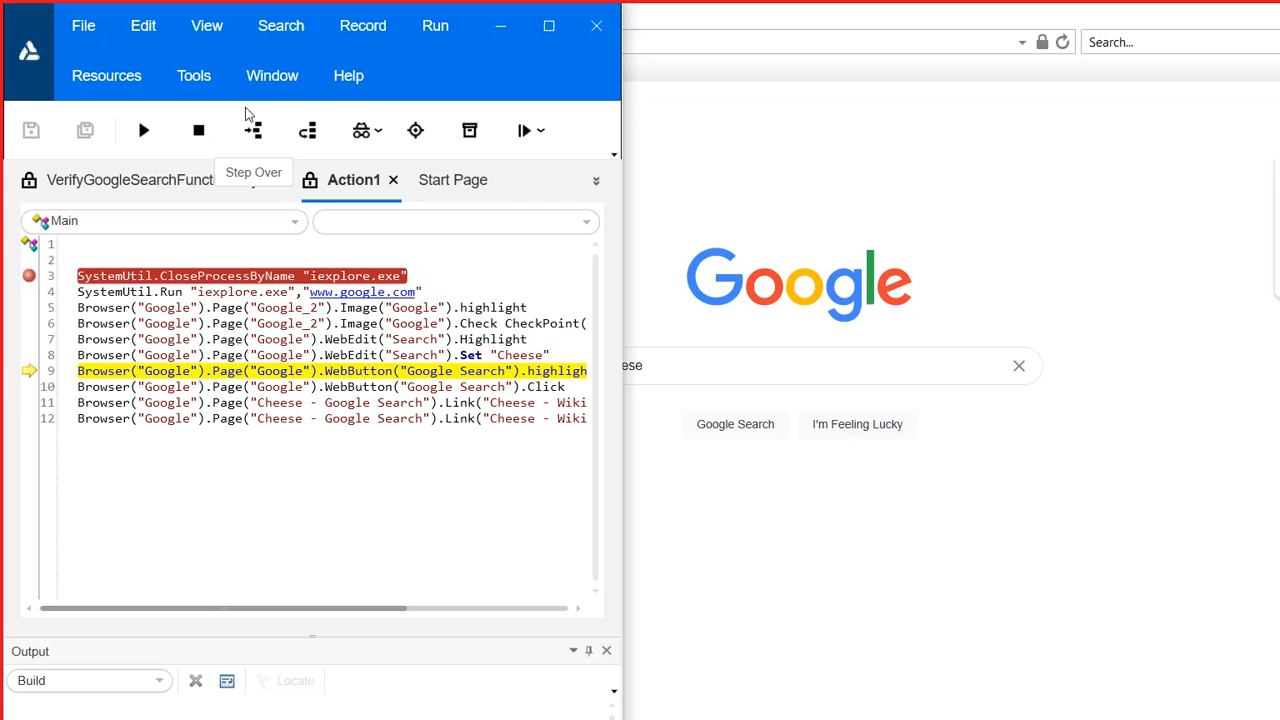 File Edit View Search Record Run
Search...
Resources Tools Window Help
Step Over
VerifyGoogleSearchFuncti
Action1
Start Page
Main
1
2
3 SystemUtil.CloseProcessByName "iexplore.exe"
4 SystemUtil.Run "iexplore.exe","www.google.com"
5 Browser("Google").Page("Google_2").Image("Google").highlight
6 Browser("Google").Page("Google_2").Image("Google").Check CheckPoint(
7 Browser("Google").Page("Google").WebEdit("Search").Highlight
8 Browser("Google").Page("Google").WebEdit("Search").Set "Cheese"
9 Browser("Google").Page("Google").WebButton("Google Search").highligh
10 Browser("Google").Page("Google").WebButton("Google Search").Click
11 Browser("Google").Page("Cheese - Google Search").Link("Cheese - Wiki
12 Browser("Google").Page("Cheese - Google Search").Link("Cheese - Wiki
Google
ese
Google Search I'm Feeling Lucky
Output
Build
Locate